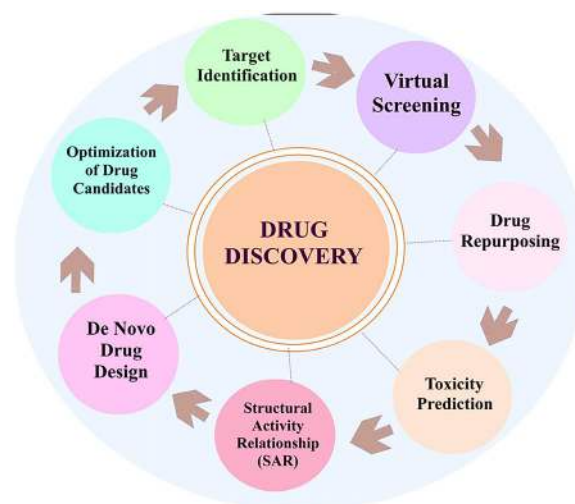 DRUG
DISCOVERY
Target
Identification
Virtual
Screening
Drug
Repurposing
Toxicity
Prediction
Structural
Activity
Relationship
(SAR)
De Novo
Drug
Design
Optimization
of Drug
Candidates